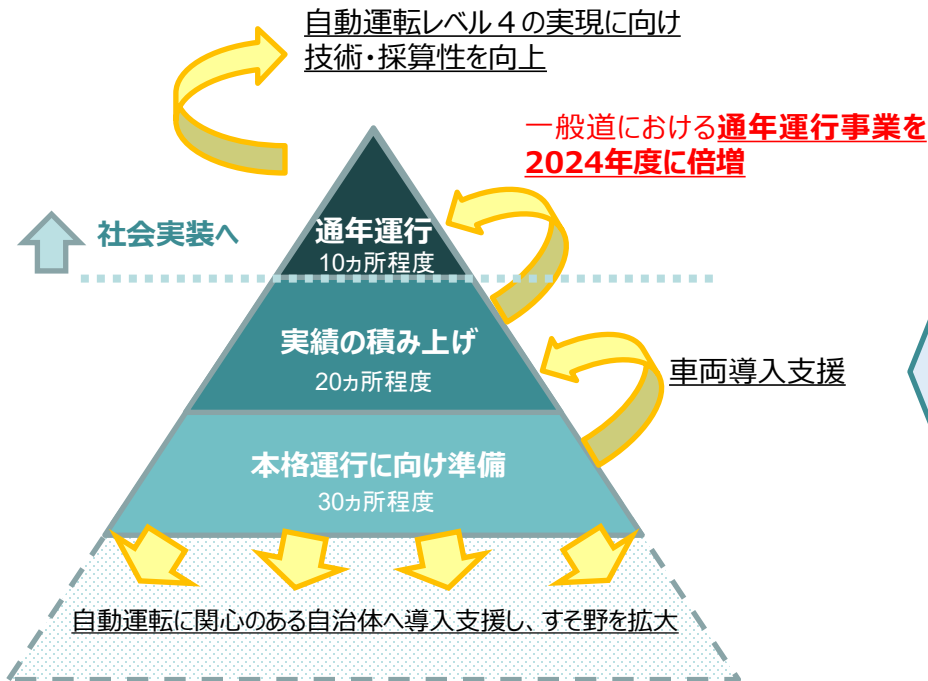 自動運転レベル４の実現に向け
技術・採算性を向上
一般道における通年運行事業を
2024年度に倍増
社会実装へ
通年運行
10ヵ所程度
実績の積み上げ
20ヵ所程度
車両導入支援
本格運行に向け準備
30ヵ所程度
自動運転に関心のある自治体へ導入支援し、すそ野を拡大